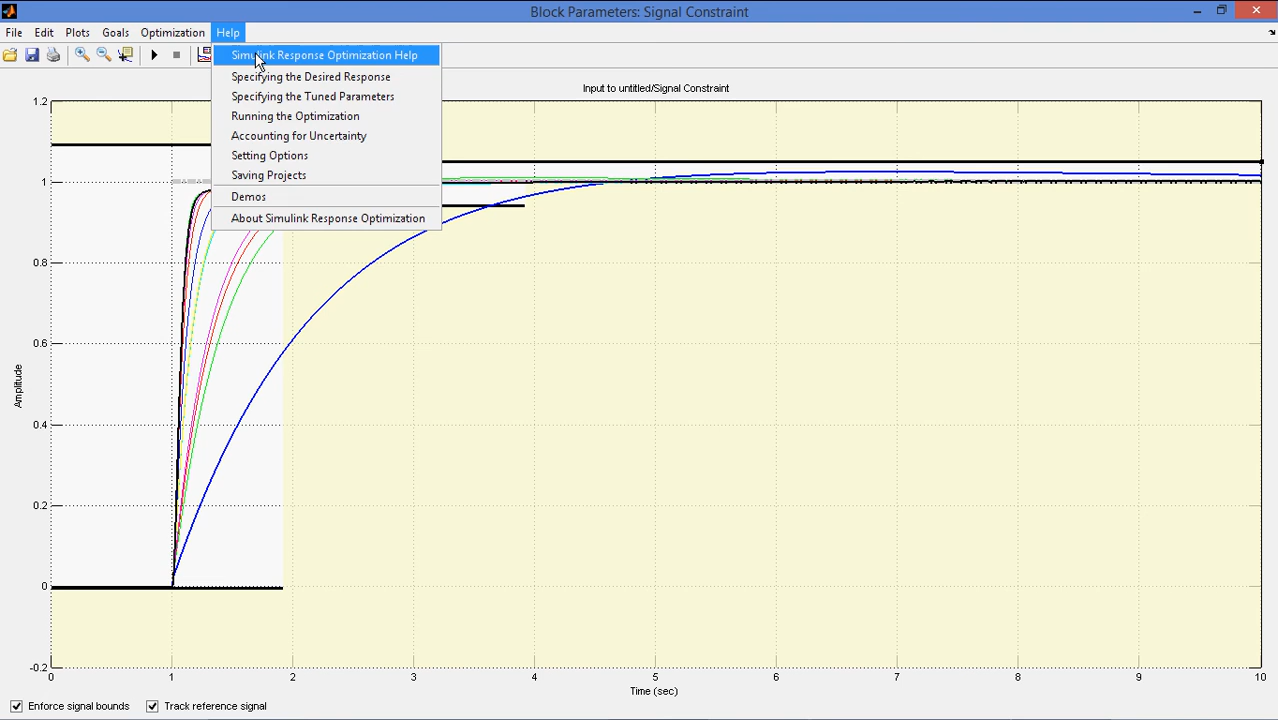 Block Parameters: Signal Constraint
File Edit Plots Goals Optimization Help
Simulink Response Optimization Help
Specifying the Desired Response
Specifying the Tuned Parameters
Running the Optimization
Accounting for Uncertainty
Setting Options
Saving Projects
Demos
About Simulink Response Optimization
Input to untitled/Signal Constraint
1.2
1
0.8
0.6
0.4
0.2
0
-0.2
Amplitude
0 1 2 3 4 5 6 7 8 9 10
Time (sec)
Enforce signal bounds Track reference signal